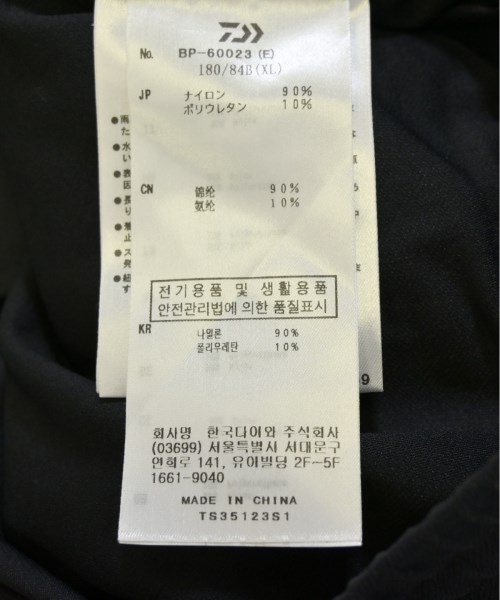 No. BP-60023 (E)
180/84B(XL)
JP ナイロン 90%
ポリウレタン 10%
CN 锦纶 90%
氨纶 10%
전기용품 및 생활용품
안전관리법에 의한 품질표시
KR 나일론 90%
폴리우레탄 10%
회사명 한국다이와 주식회사
(03699) 서울특별시 서대문구
연희로 141, 유아빌딩 2F~5F
1661-9040
MADE IN CHINA
TS35123S1